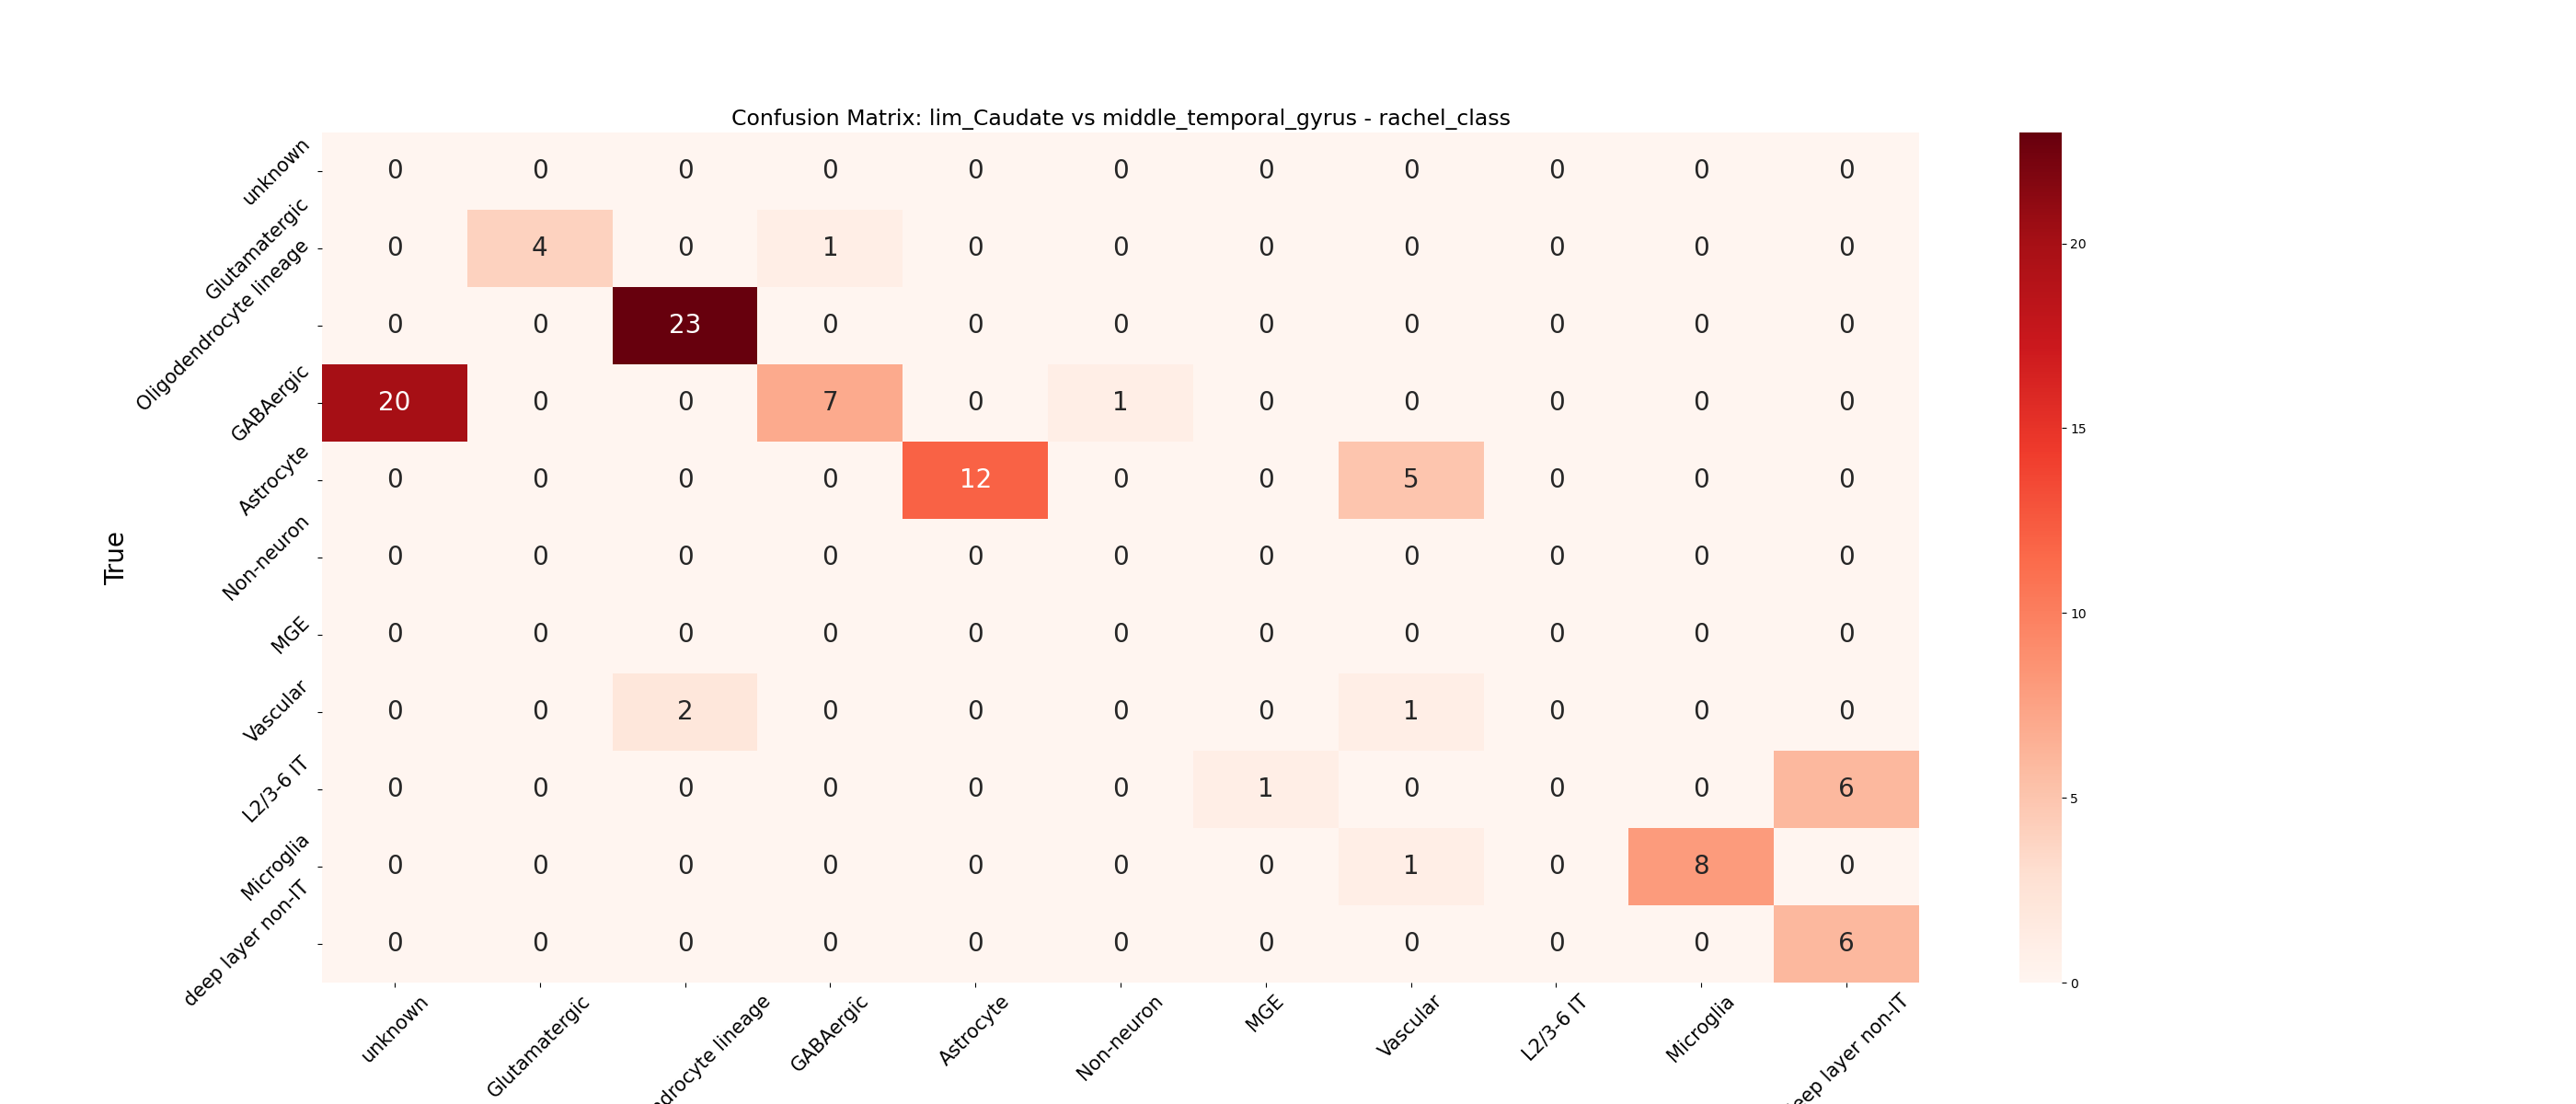 Confusion Matrix: lim_Caudate vs middle_temporal_gyrus - rachel_class
True
unknown 0 0 0 0 0 0 0 0 0 0 0
Glutamatergic 0 4 0 1 0 0 0 0 0 0 0
Oligodendrocyte lineage 0 0 23 0 0 0 0 0 0 0 0
GABAergic 20 0 0 7 0 1 0 0 0 0 0
Astrocyte 0 0 0 0 12 0 0 5 0 0 0
Non-neuron 0 0 0 0 0 0 0 0 0 0 0
MGE 0 0 0 0 0 0 0 0 0 0 0
Vascular 0 0 2 0 0 0 0 1 0 0 0
L2/3-6 IT 0 0 0 0 0 0 1 0 0 0 6
Microglia 0 0 0 0 0 0 0 1 0 8 0
deep layer non-IT 0 0 0 0 0 0 0 0 0 0 6
unknown Glutamatergic ndrocyte lineage GABAergic Astrocyte Non-neuron MGE Vascular L2/3-6 IT Microglia eep layer non-IT
20
15
10
5
0